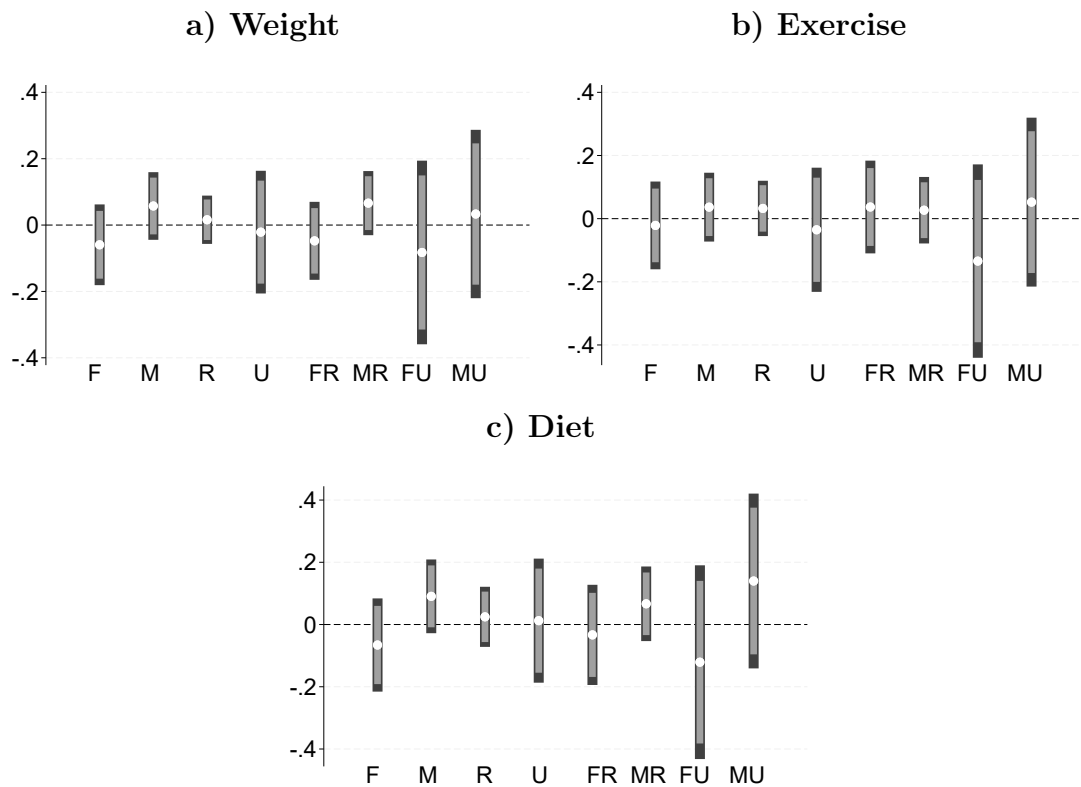 a) Weight
.4
.2
0
-.2
-.4
F M R U FR MR FU MU
b) Exercise
.4
.2
0
-.2
-.4
F M R U FR MR FU MU
c) Diet
.4
.2
0
-.2
-.4
F M R U FR MR FU MU